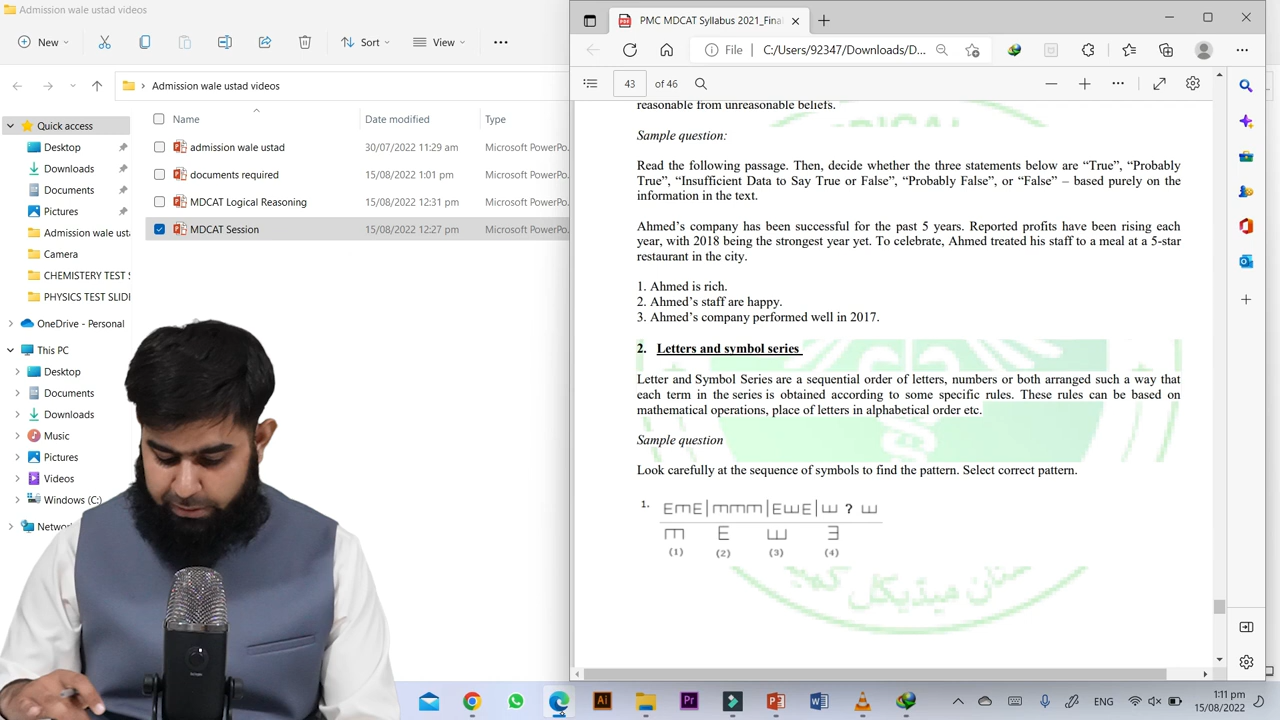 Admission wale ustad videos
New
Sort
View
Admission wale ustad videos
Name
Date modified
Type
Quick access
Desktop
Downloads
Documents
Pictures
Admission wale ust
Camera
CHEMISTERY TEST S
PHYSICS TEST SLIDI
OneDrive - Personal
This PC
Desktop
Documents
Downloads
Music
Pictures
Videos
Windows (C:)
Netwo
admission wale ustad 30/07/2022 11:29 am Microsoft PowerPo...
documents required 15/08/2022 1:01 pm Microsoft PowerPo...
MDCAT Logical Reasoning 15/08/2022 12:31 pm Microsoft PowerPo...
MDCAT Session 15/08/2022 12:27 pm Microsoft PowerPo...
PMC MDCAT Syllabus 2021_Fina
File C:/Users/92347/Downloads/D...
43 of 46
reasonable from unreasonable beliefs.
Sample question:
Read the following passage. Then, decide whether the three statements below are “True”, “Probably
True”, “Insufficient Data to Say True or False”, “Probably False”, or “False” – based purely on the
information in the text.
Ahmed’s company has been successful for the past 5 years. Reported profits have been rising each
year, with 2018 being the strongest year yet. To celebrate, Ahmed treated his staff to a meal at a 5-star
restaurant in the city.
1. Ahmed is rich.
2. Ahmed’s staff are happy.
3. Ahmed’s company performed well in 2017.
2. Letters and symbol series
Letter and Symbol Series are a sequential order of letters, numbers or both arranged such a way that
each term in the series is obtained according to some specific rules. These rules can be based on
mathematical operations, place of letters in alphabetical order etc.
Sample question
Look carefully at the sequence of symbols to find the pattern. Select correct pattern.
1. EmE|mmm|EшE|ш ? ш
m E ш Ǝ
(1) (2) (3) (4)
ENG
1:11 pm
15/08/2022